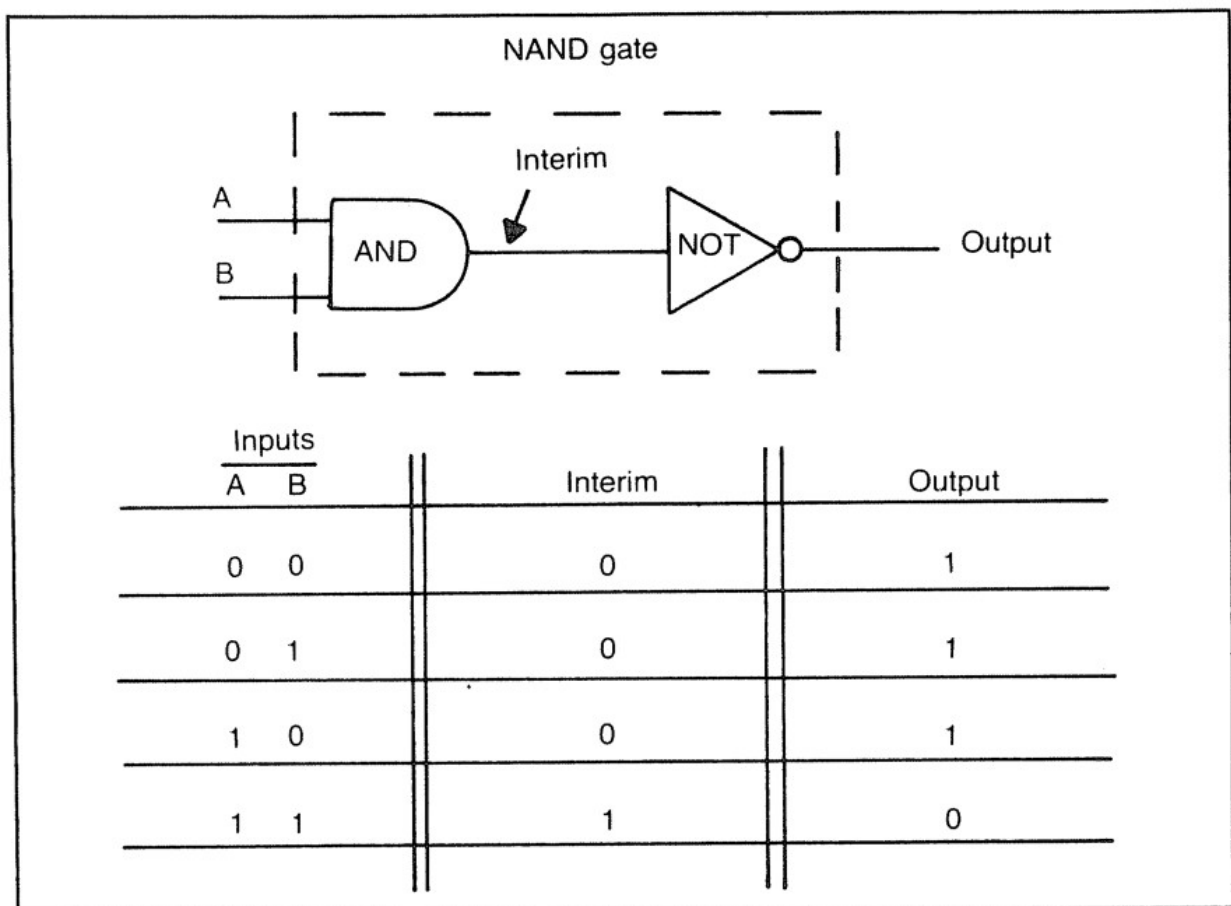 NAND gate
Interim
A
AND
NOT
Output
B
Inputs
A B Interim Output
0 0 0 1
0 1 0 1
1 0 0 1
1 1 1 0